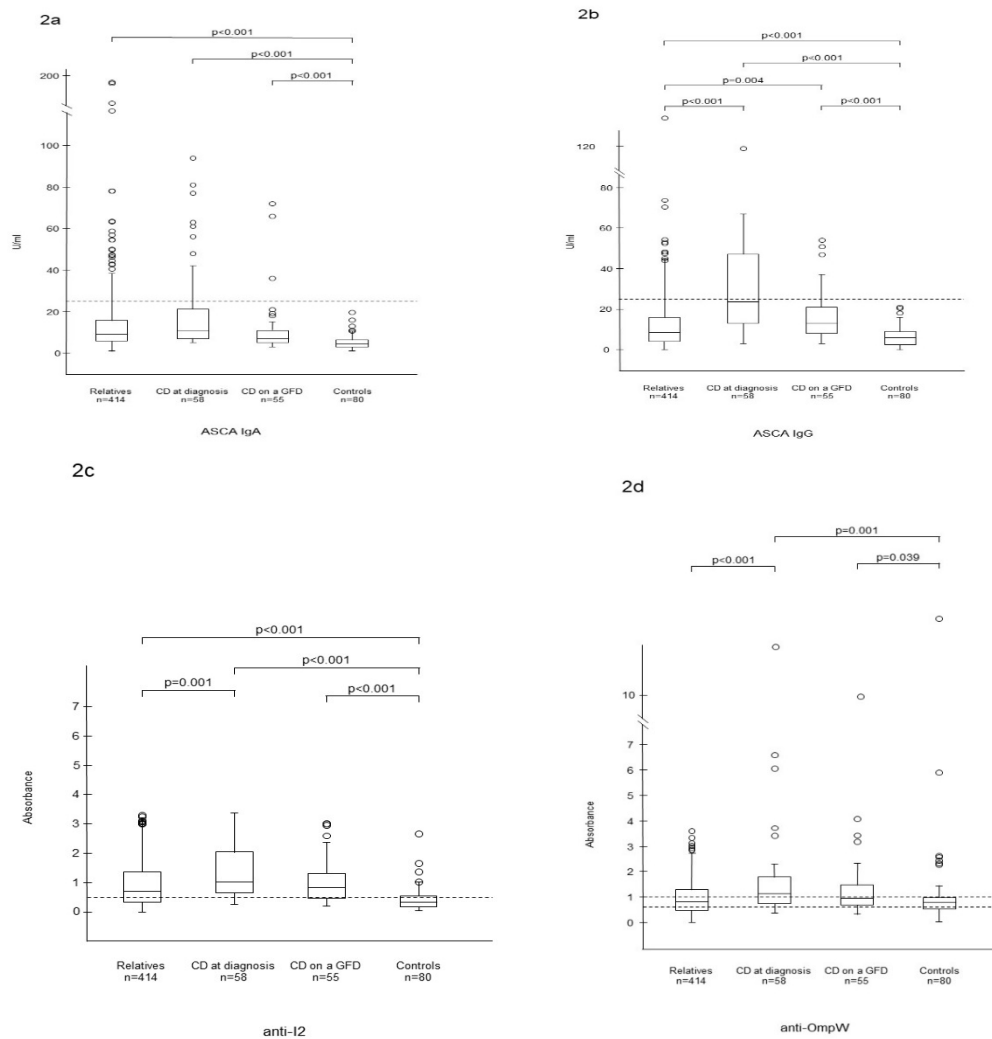 2a
p<0.001
p<0.001
p<0.001
200
100
80
60
40
20
0
U/ml
Relatives CD at diagnosis CD on a GFD Controls
n=414 n=58 n=55 n=80
ASCA IgA
2b
p<0.001
p<0.001
p=0.004
p<0.001 p<0.001
120
80
60
40
20
0
U/ml
Relatives CD at diagnosis CD on a GFD Controls
n=414 n=58 n=55 n=80
ASCA IgG
2c
p<0.001
p<0.001
p=0.001 p<0.001
7
6
5
4
3
2
1
0
Absorbance
Relatives CD at diagnosis CD on a GFD Controls
n=414 n=58 n=55 n=80
anti-I2
2d
p=0.001
p<0.001 p=0.039
10
7
6
5
4
3
2
1
0
Absorbance
Relatives CD at diagnosis CD on a GFD Controls
n=414 n=58 n=55 n=80
anti-OmpW